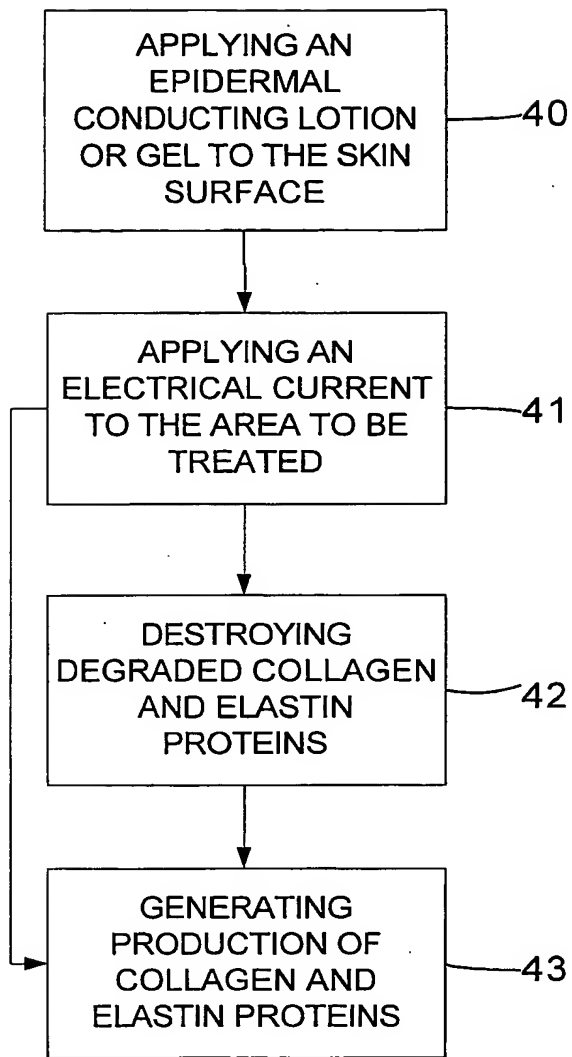 APPLYING AN
EPIDERMAL
CONDUCTING LOTION
OR GEL TO THE SKIN
SURFACE
40
APPLYING AN
ELECTRICAL CURRENT
TO THE AREA TO BE
TREATED
41
DESTROYING
DEGRADED COLLAGEN
AND ELASTIN
PROTEINS
42
GENERATING
PRODUCTION OF
COLLAGEN AND
ELASTIN PROTEINS
43